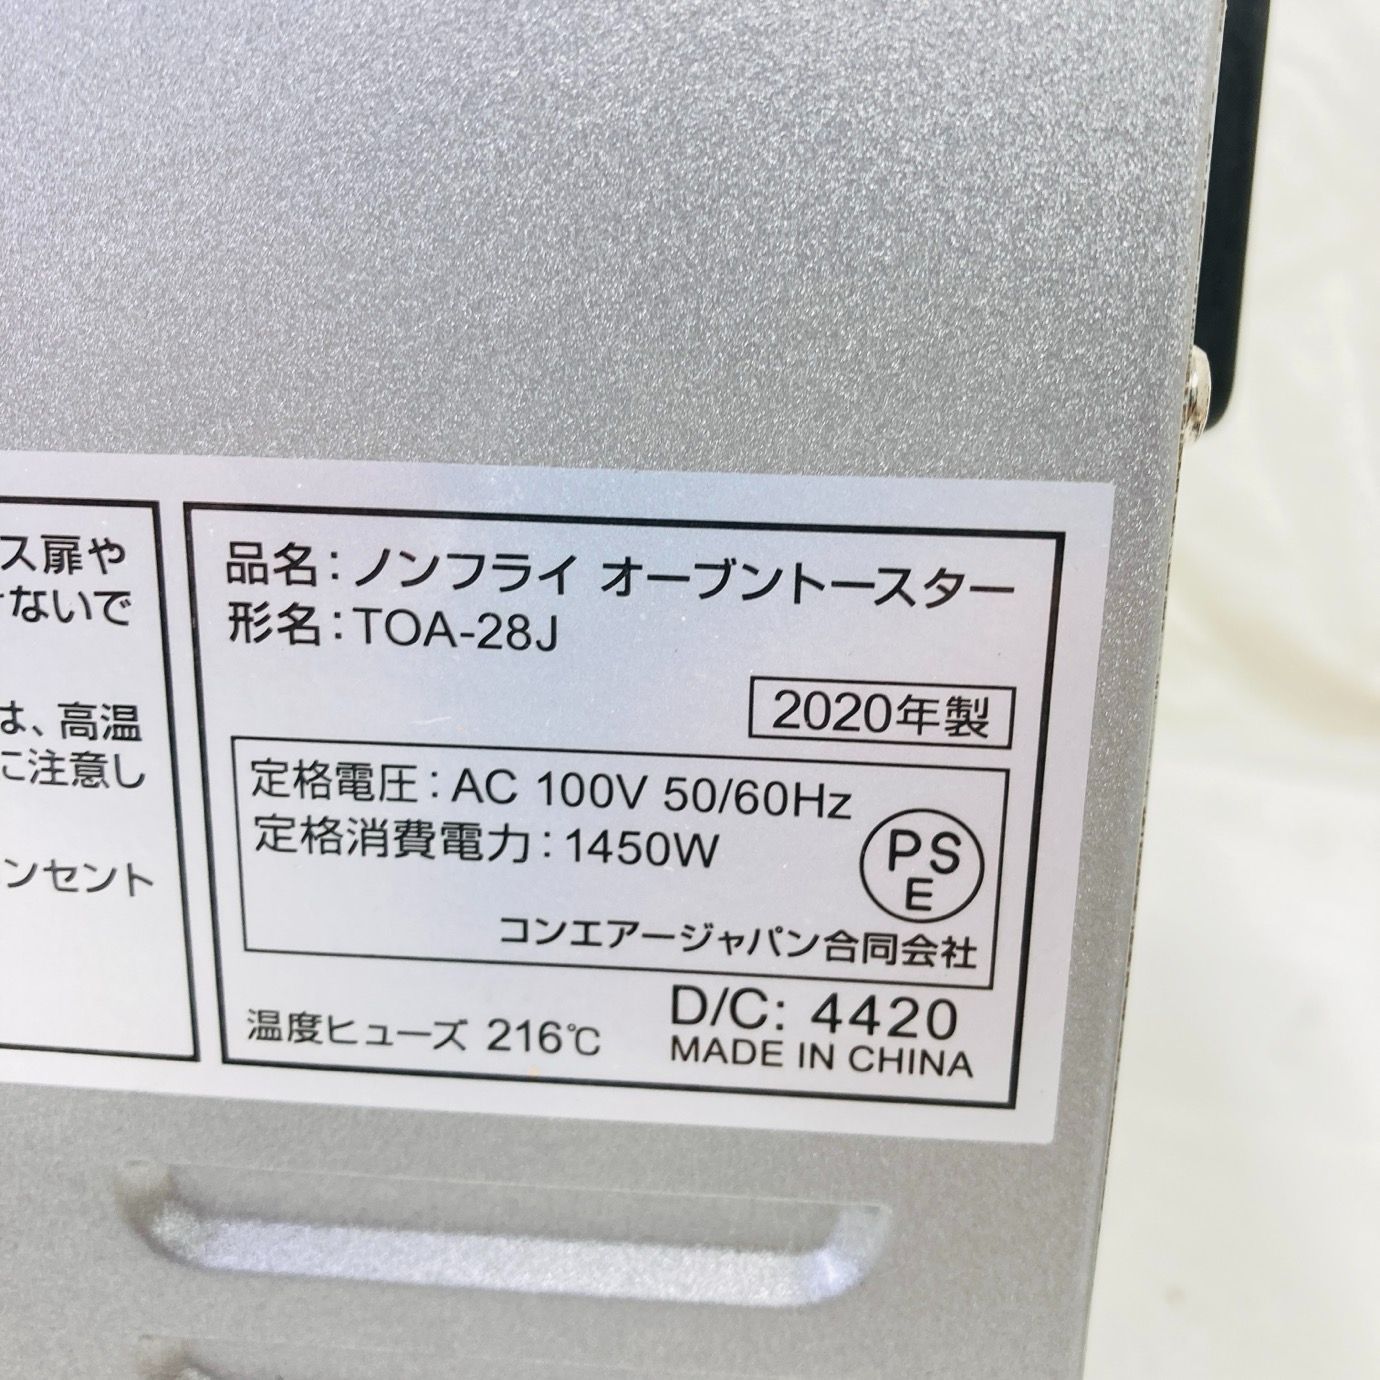 ス扉や
ないで
は、高温
に注意し
ンセント
品名：ノンフライ オーブントースター
形名：TOA-28J
2020年製
定格電圧：AC 100V 50/60Hz
定格消費電力：1450W
PSE
コンエアージャパン合同会社
温度ヒューズ 216℃
D/C: 4420
MADE IN CHINA